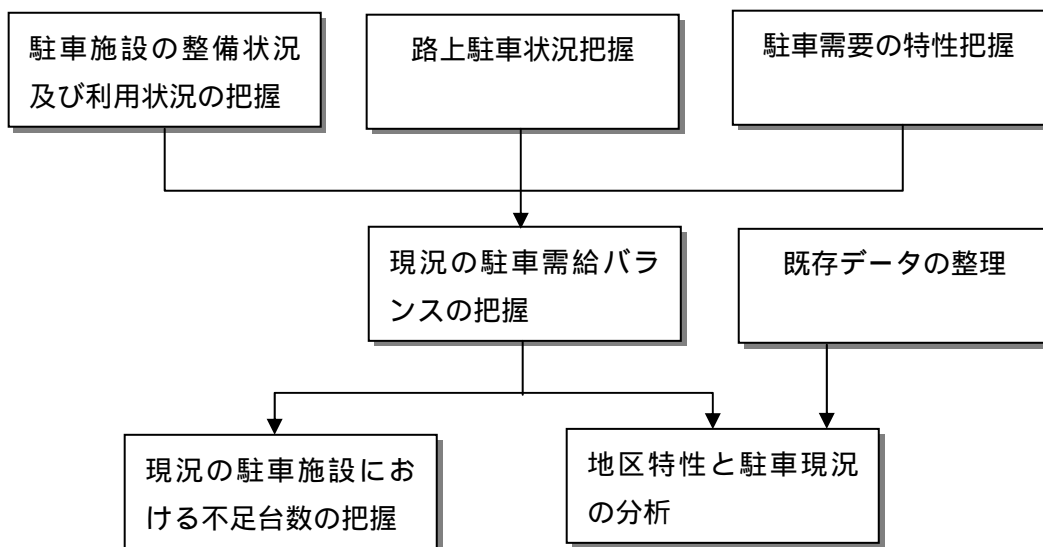 駐車施設の整備状況
及び利用状況の把握
路上駐車状況把握
駐車需要の特性把握
現況の駐車需給バラ
ンスの把握
既存データの整理
現況の駐車施設にお
ける不足台数の把握
地区特性と駐車現況
の分析